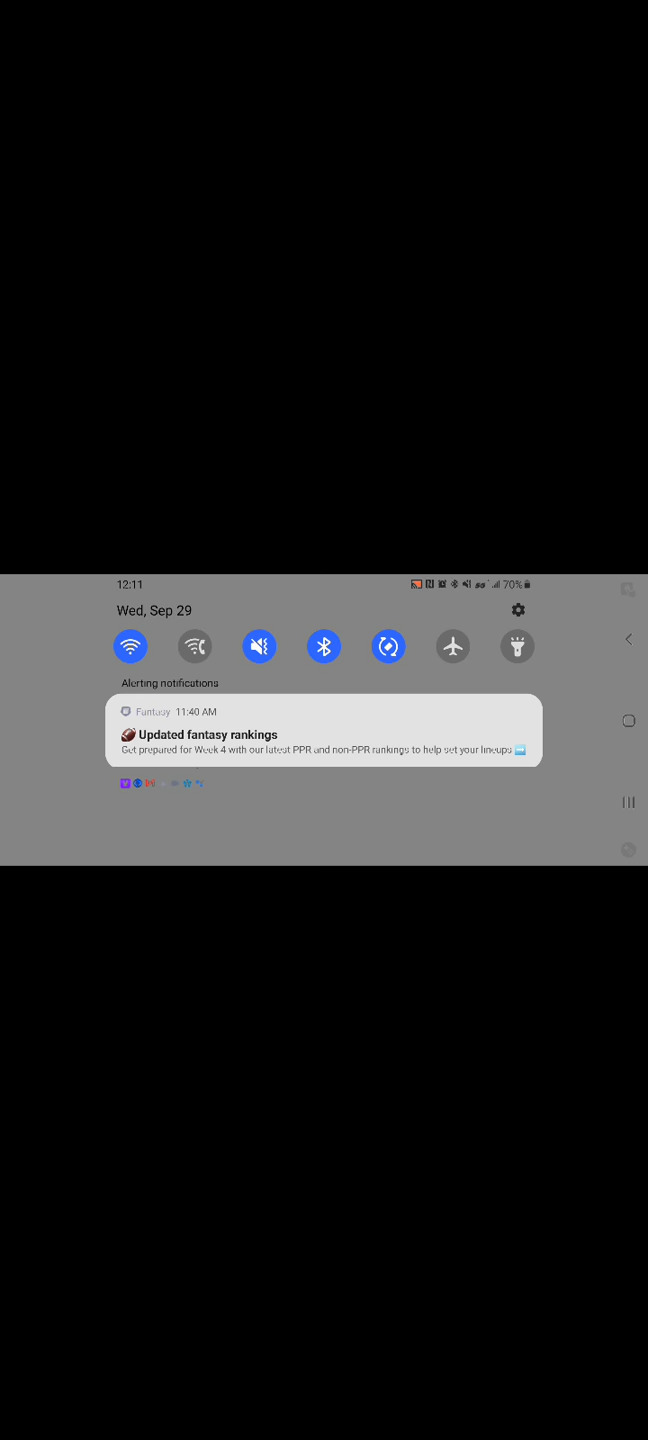 12:11
5G 70%
Wed, Sep 29
Alerting notifications
Fantasy 11:40 AM
🏈 Updated fantasy rankings
Get prepared for Week 4 with our latest PPR and non-PPR rankings to help set your lineups ➡️